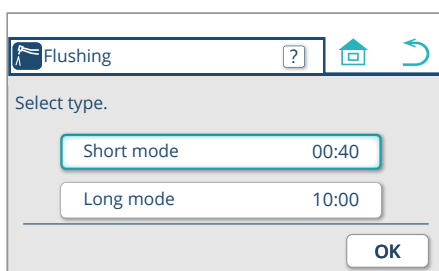 Flushing ?
Select type.
Short mode 00:40
Long mode 10:00
OK